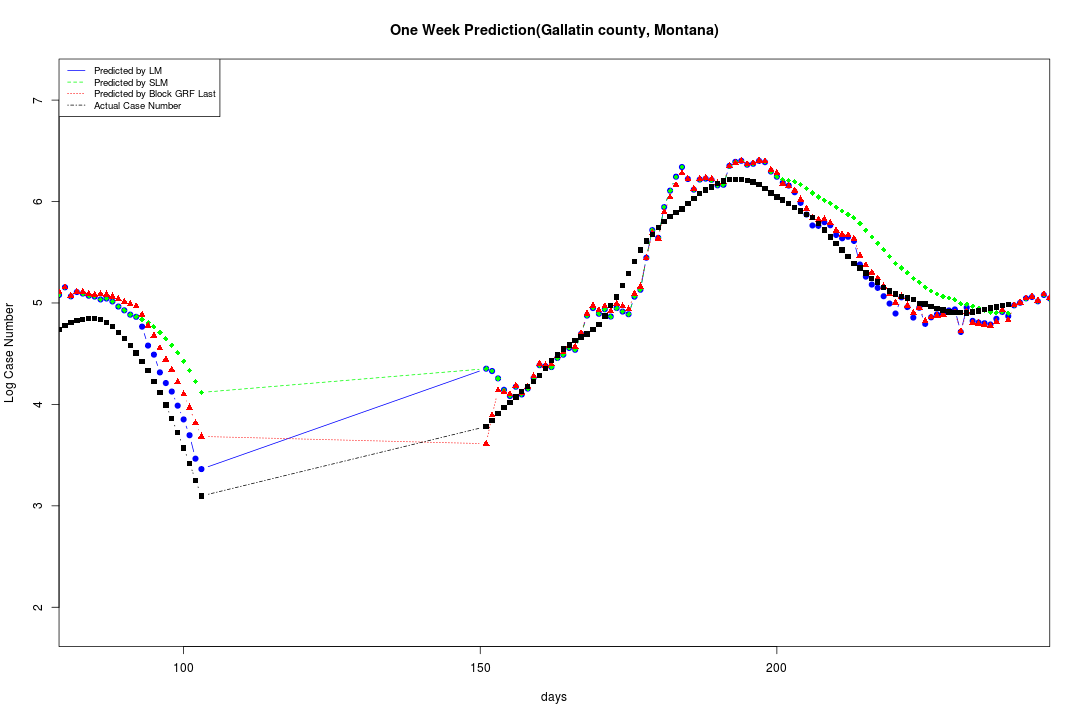 One Week Prediction(Gallatin county, Montana)
Predicted by LM
Predicted by SLM
Predicted by Block GRF Last
Actual Case Number
7
6
5
4
3
2
Log Case Number
100 150 200
days